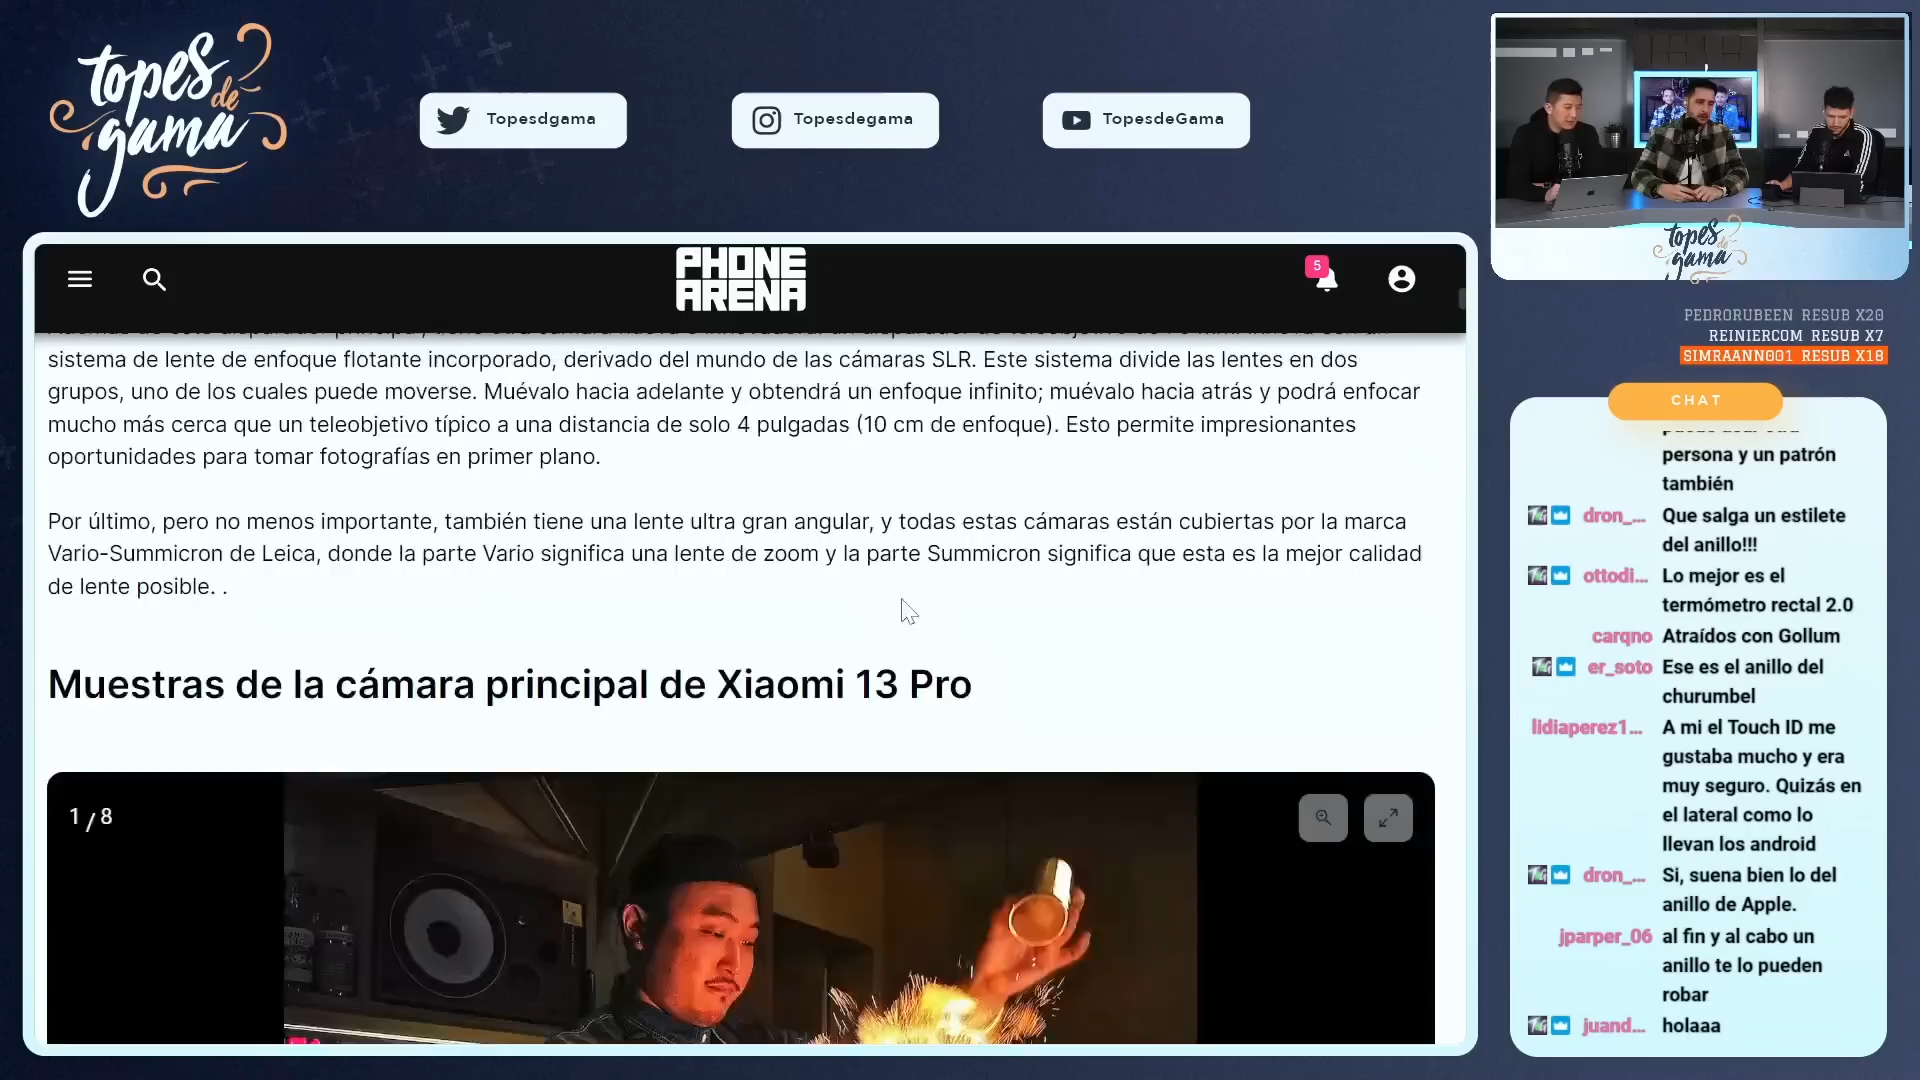 topes
de
gama
Topesdgama
Topesdegama
TopesdeGama
topes
de
gama
PHONE
ARENA
5
sistema de lente de enfoque flotante incorporado, derivado del mundo de las cámaras SLR. Este sistema divide las lentes en dos
grupos, uno de los cuales puede moverse. Muévalo hacia adelante y obtendrá un enfoque infinito; muévalo hacia atrás y podrá enfocar
mucho más cerca que un teleobjetivo típico a una distancia de solo 4 pulgadas (10 cm de enfoque). Esto permite impresionantes
oportunidades para tomar fotografías en primer plano.
Por último, pero no menos importante, también tiene una lente ultra gran angular, y todas estas cámaras están cubiertas por la marca
Vario-Summicron de Leica, donde la parte Vario significa una lente de zoom y la parte Summicron significa que esta es la mejor calidad
de lente posible. .
Muestras de la cámara principal de Xiaomi 13 Pro
1 / 8
PEDRORUBEEN RESUB X20
REINIERCOM RESUB X7
SIMRAANN001 RESUB X18
CHAT
persona y un patrón
también
dron_... Que salga un estilete
del anillo!!!
ottodi... Lo mejor es el
termómetro rectal 2.0
carqno Atraídos con Gollum
er_soto Ese es el anillo del
churumbel
lidiaperez1... A mi el Touch ID me
gustaba mucho y era
muy seguro. Quizás en
el lateral como lo
llevan los android
dron_... Si, suena bien lo del
anillo de Apple.
jparper_06 al fin y al cabo un
anillo te lo pueden
robar
juand... holaaa